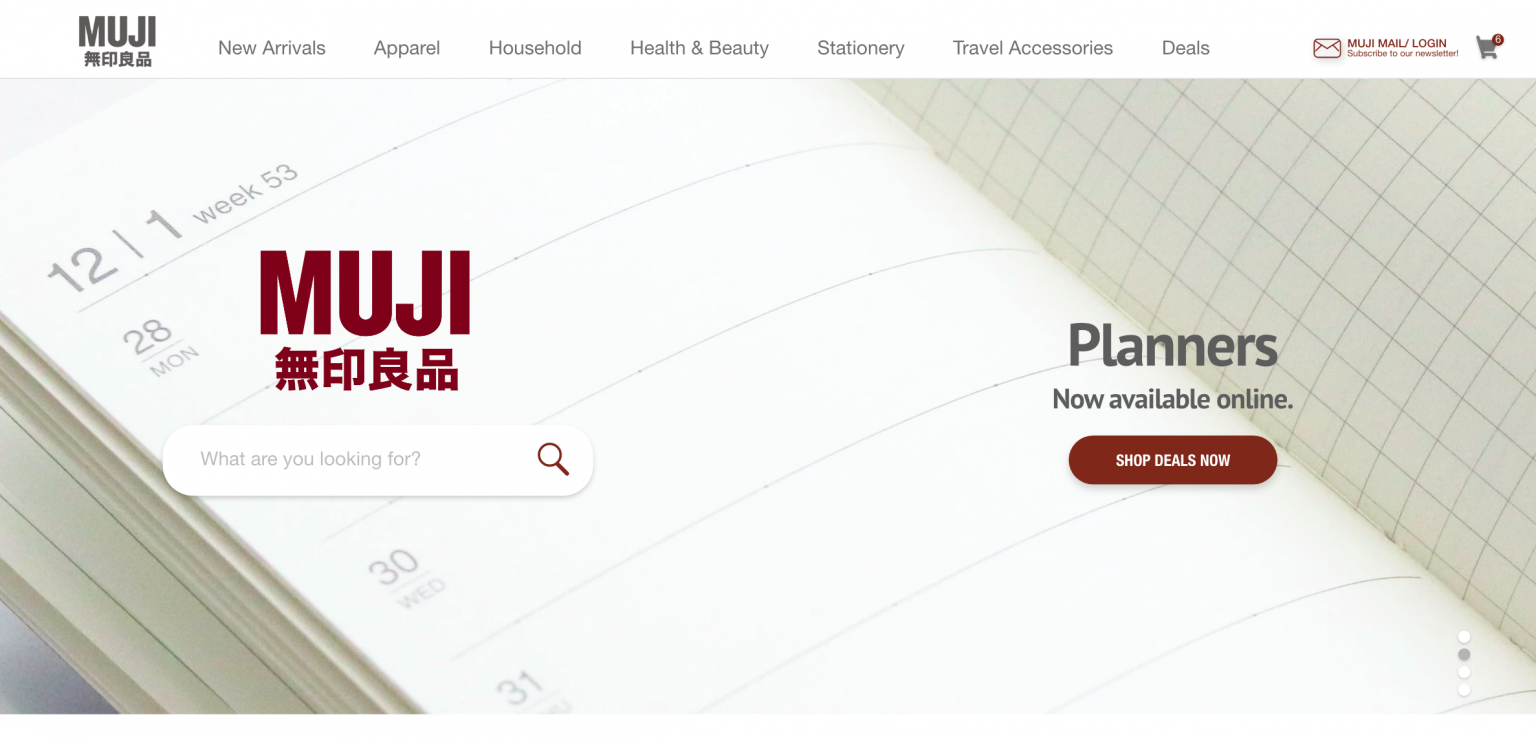 MUJI
無印良品
New Arrivals
Apparel
Household
Health & Beauty
Stationery
Travel Accessories
Deals
MUJI MAIL/ LOGIN
Subscribe to our newsletter!
6
12 | 1 week 53
28
MON
MUJI
無印良品
What are you looking for?
Planners
Now available online.
SHOP DEALS NOW
30
WED
31